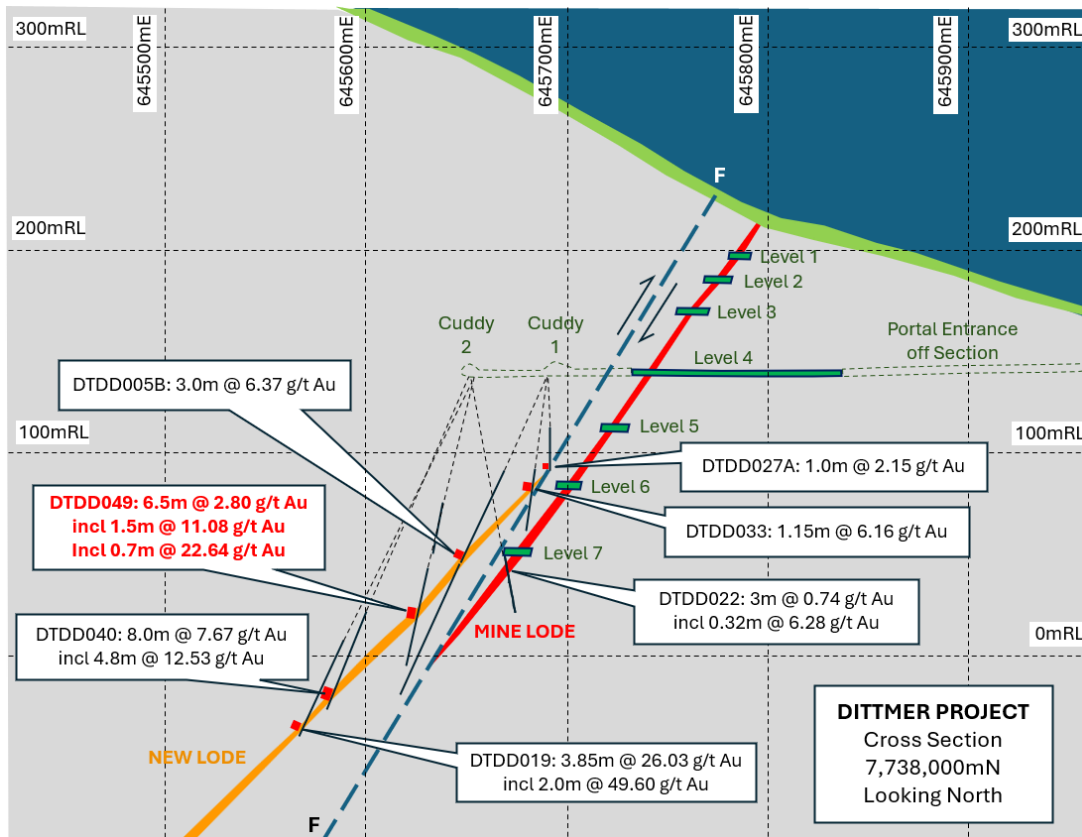 300mRL
645500mE
645600mE
645700mE
645800mE
645900mE
300mRL
F
200mRL
200mRL
Level 1
Level 2
Level 3
Cuddy
2
Cuddy
1
Portal Entrance
off Section
Level 4
DTDD005B: 3.0m @ 6.37 g/t Au
100mRL
100mRL
Level 5
DTDD027A: 1.0m @ 2.15 g/t Au
Level 6
DTDD049: 6.5m @ 2.80 g/t Au
incl 1.5m @ 11.08 g/t Au
Incl 0.7m @ 22.64 g/t Au
DTDD033: 1.15m @ 6.16 g/t Au
Level 7
DTDD022: 3m @ 0.74 g/t Au
incl 0.32m @ 6.28 g/t Au
MINE LODE
DTDD040: 8.0m @ 7.67 g/t Au
incl 4.8m @ 12.53 g/t Au
0mRL
NEW LODE
DTDD019: 3.85m @ 26.03 g/t Au
incl 2.0m @ 49.60 g/t Au
DITTMER PROJECT
Cross Section
7,738,000mN
Looking North
F